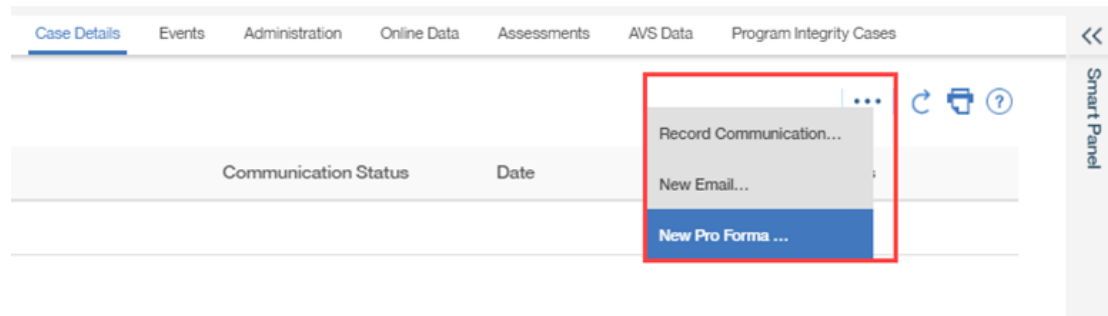 Case Details Events Administration Online Data Assessments AVS Data Program Integrity Cases
Smart Panel
Record Communication...
Communication Status Date
New Email...
New Pro Forma ...